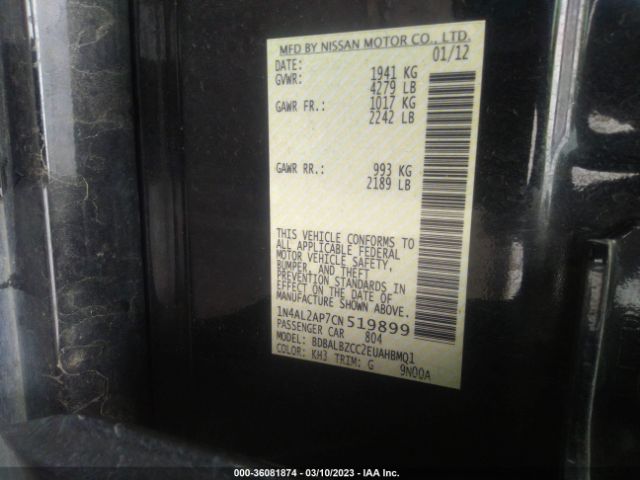 MFD BY NISSAN MOTOR CO., LTD.
DATE: 01/12
GVWR: 1941 KG
4279 LB
GAWR FR.: 1017 KG
2242 LB
GAWR RR.: 993 KG
2189 LB
THIS VEHICLE CONFORMS TO
ALL APPLICABLE FEDERAL
MOTOR VEHICLE SAFETY,
BUMPER, AND THEFT
PREVENTION STANDARDS IN
EFFECT ON THE DATE OF
MANUFACTURE SHOWN ABOVE.
1N4AL2AP7CN519899
PASSENGER CAR 804
MODEL: BDBALBZCC2EUAHBMQ1
COLOR: KH3 TRIM: G 9N00A
000-36081874 — 03/10/2023 — IAA Inc.